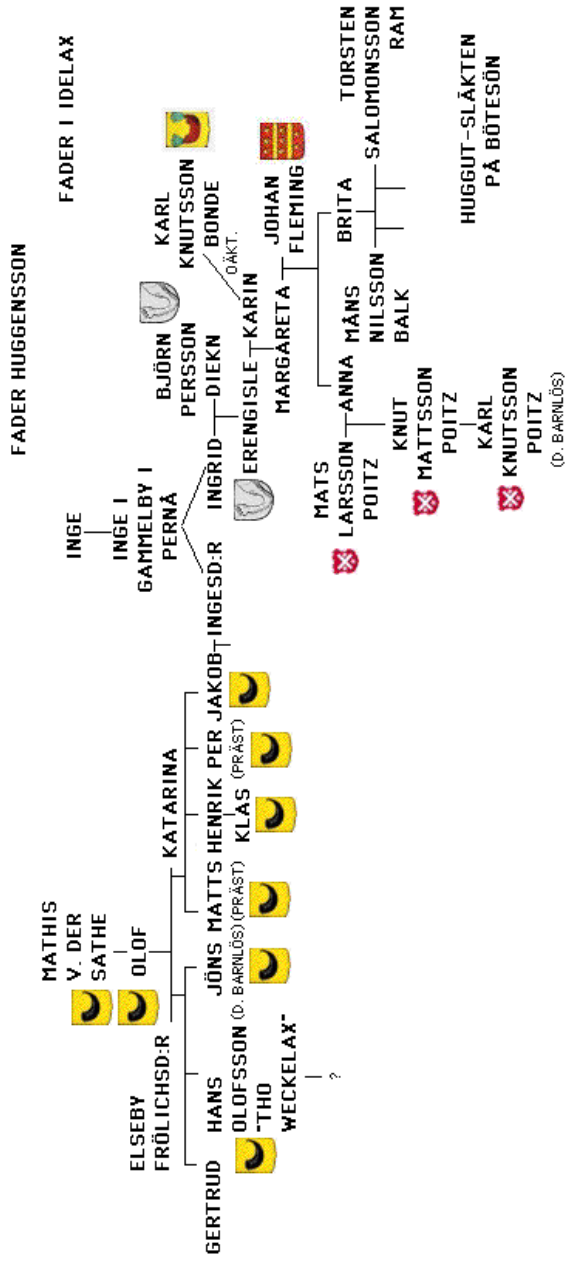 FADER HUGGENSSON
FADER I IDELAX
MATHIS
V. DER
SATHE
OLOF
ELSEBY
FRÖLICHSD:R
KATARINA
GERTRUD
HANS
OLOFSSON
"THO
WECKELAX"
?
JÖNS
(D. BARNLÖS)
MATTS
(PRÄST)
HENRIK
KLAS
PER
(PRÄST)
JAKOB
INGESD:R
INGE
INGE I
GAMMELBY I
PERNÅ
INGRID
BJÖRN
PERSSON
DIEKN
ERENGISLE
KARIN
KARL
KNUTSSON
BONDE
OÄKT.
MARGARETA
JOHAN
FLEMING
MATS
LARSSON
POITZ
ANNA
KNUT
MATTSSON
POITZ
KARL
KNUTSSON
POITZ
(D. BARNLÖS)
MÅNS
NILSSON
BALK
BRITA
TORSTEN
SALOMONSSON
RAM
HUGGUT-SLÄKTEN
PÅ BÖTESÖN